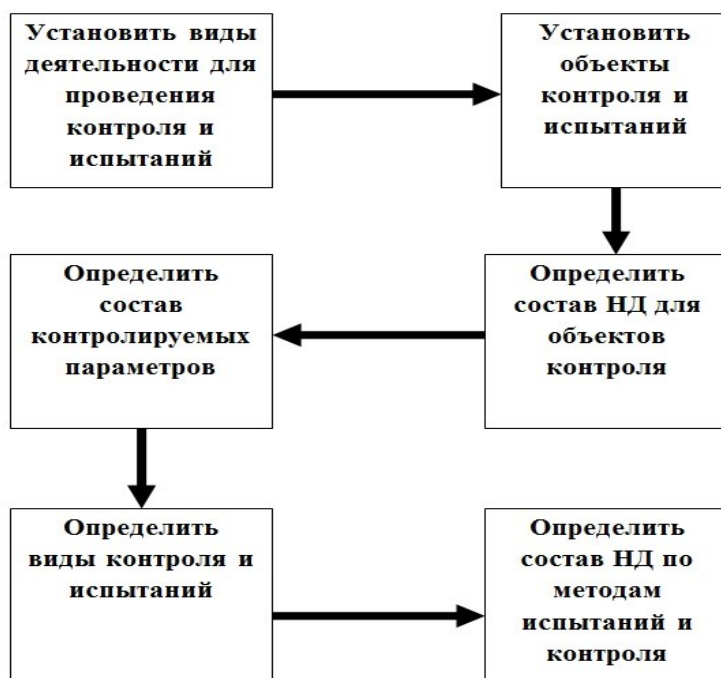 Установить виды
деятельности для
проведения
контроля и
испытаний
Установить
объекты
контроля и
испытаний
Определить
состав НД для
объектов
контроля
Определить
состав
контролируемых
параметров
Определить
виды контроля и
испытаний
Определить
состав НД по
методам
испытаний и
контроля